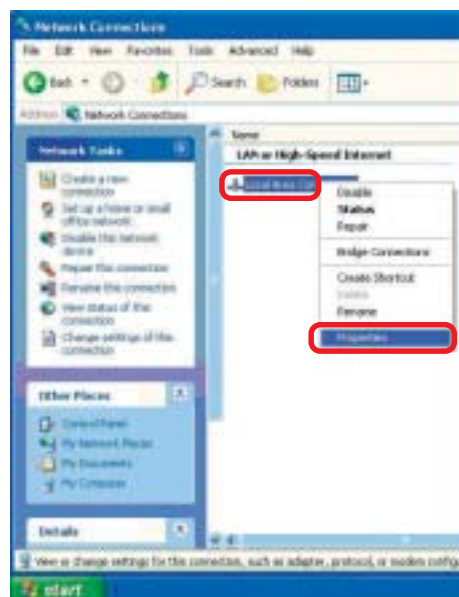 Network Connections
File Edit View Favorites Tools Advanced Help
Back Search Folders
Address Network Connections
Name
LAN or High-Speed Internet
Network Tasks
Create a new
connection
Set up a home or small
office network
Disable this network
device
Repair this connection
Rename this connection
View status of this
connection
Change settings of this
connection
Local Area
Disable
Status
Repair
Bridge Connections
Create Shortcut
Delete
Rename
Properties
Other Places
Control Panel
My Network Places
My Documents
My Computer
Details
View or change settings for this connection, such as adapter, protocol, or modem
start